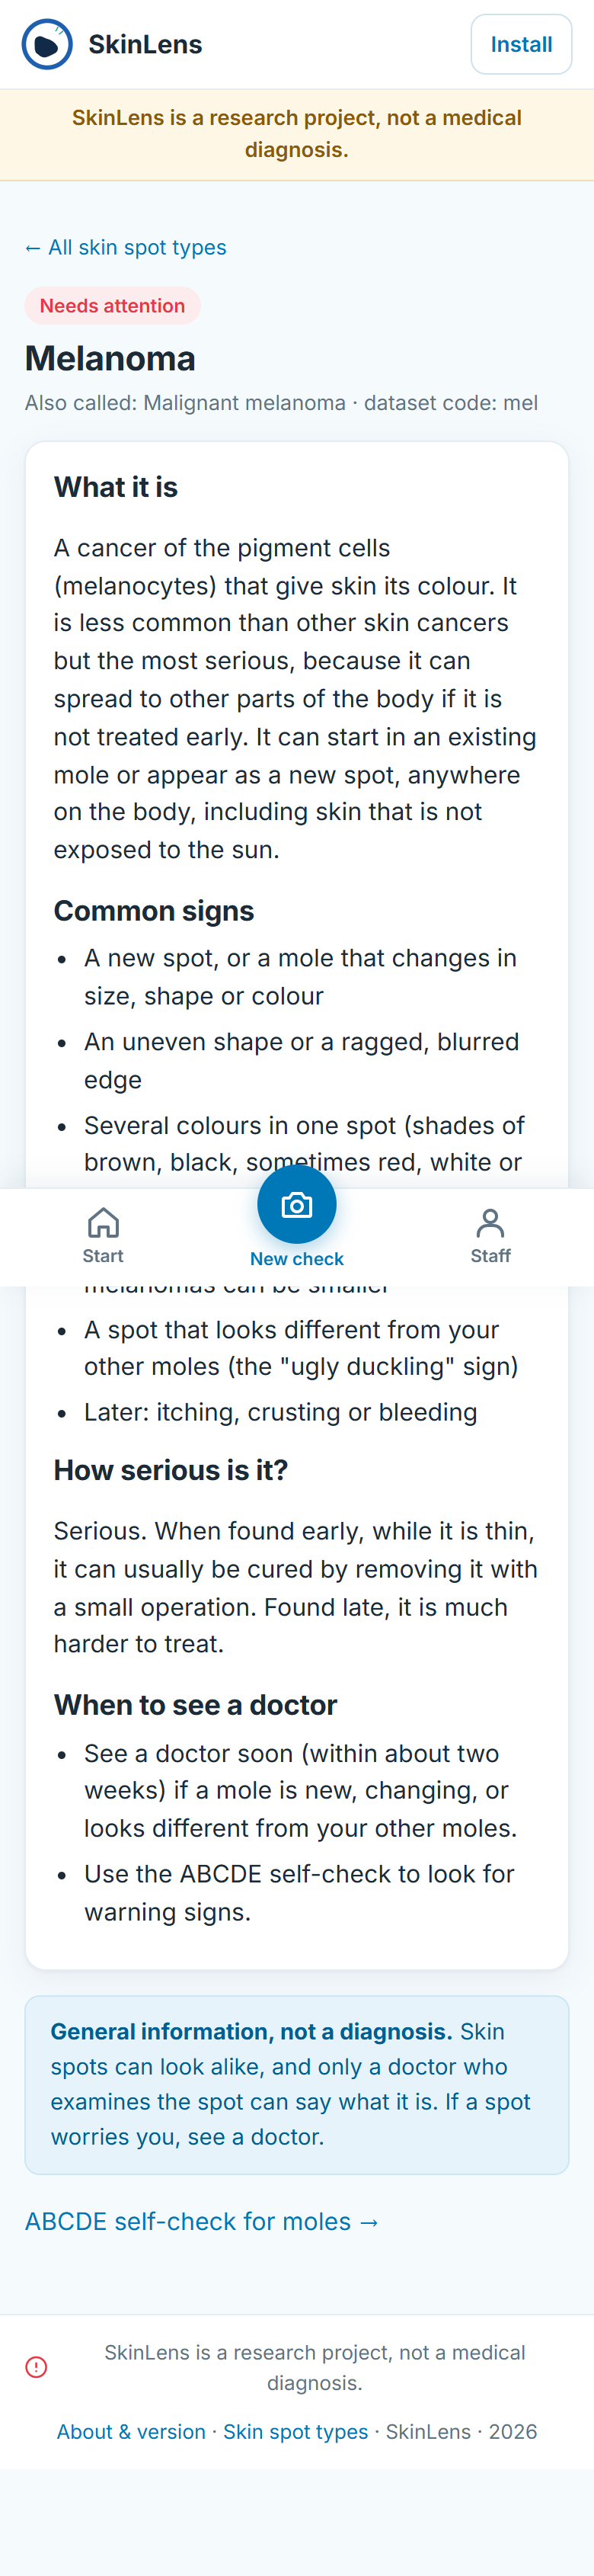 SkinLens
Install
SkinLens is a research project, not a medical
diagnosis.
← All skin spot types
Needs attention
Melanoma
Also called: Malignant melanoma · dataset code: mel
What it is
A cancer of the pigment cells
(melanocytes) that give skin its colour. It
is less common than other skin cancers
but the most serious, because it can
spread to other parts of the body if it is
not treated early. It can start in an existing
mole or appear as a new spot, anywhere
on the body, including skin that is not
exposed to the sun.
Common signs
• A new spot, or a mole that changes in
size, shape or colour
• An uneven shape or a ragged, blurred
edge
• Several colours in one spot (shades of
brown, black, sometimes red, white or
Start
New check
Staff
melanomas can be smaller
• A spot that looks different from your
other moles (the "ugly duckling" sign)
• Later: itching, crusting or bleeding
How serious is it?
Serious. When found early, while it is thin,
it can usually be cured by removing it with
a small operation. Found late, it is much
harder to treat.
When to see a doctor
• See a doctor soon (within about two
weeks) if a mole is new, changing, or
looks different from your other moles.
• Use the ABCDE self-check to look for
warning signs.
General information, not a diagnosis. Skin
spots can look alike, and only a doctor who
examines the spot can say what it is. If a spot
worries you, see a doctor.
ABCDE self-check for moles →
SkinLens is a research project, not a medical
diagnosis.
About & version · Skin spot types · SkinLens · 2026